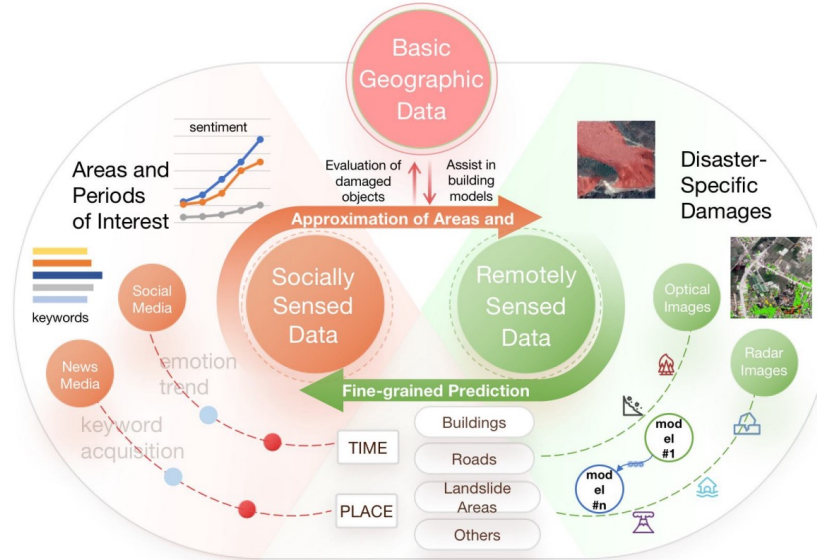 Basic
Geographic
Data
sentiment
Areas and
Periods
of Interest
Evaluation of
damaged
objects
Assist in
building
models
Disaster-
Specific
Damages
Approximation of Areas and
keywords
Social
Media
Socially
Sensed
Data
Remotely
Sensed
Data
Optical
Images
News
Media
Radar
Images
emotion
trend
keyword
acquisition
Fine-grained Prediction
TIME
PLACE
Buildings
Roads
Landslide
Areas
Others
mod
el
#1
mod
el
#n